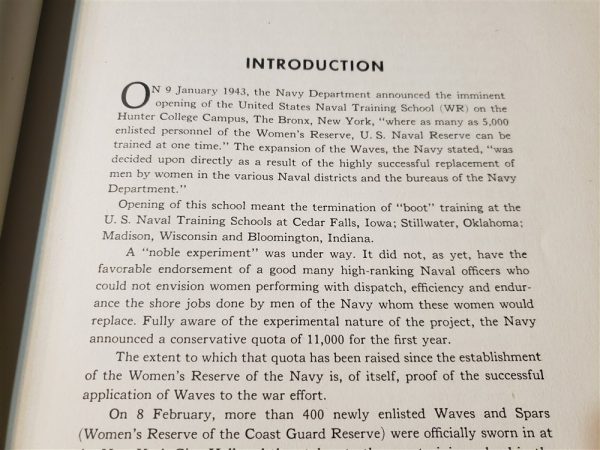 INTRODUCTION
ON 9 January 1943, the Navy Department announced the imminent
opening of the United States Naval Training School (WR) on the
Hunter College Campus, The Bronx, New York, “where as many as 5,000
enlisted personnel of the Women's Reserve, U. S. Naval Reserve can be
trained at one time.” The expansion of the Waves, the Navy stated, “was
decided upon directly as a result of the highly successful replacement of
men by women in the various Naval districts and the bureaus of the Navy
Department.”
Opening of this school meant the termination of “boot” training at the
U. S. Naval Training Schools at Cedar Falls, Iowa; Stillwater, Oklahoma;
Madison, Wisconsin and Bloomington, Indiana.
A “noble experiment” was under way. It did not, as yet, have the
favorable endorsement of a good many high-ranking Naval officers who
could not envision women performing with dispatch, efficiency and endur-
ance the shore jobs done by men of the Navy whom these women would
replace. Fully aware of the experimental nature of the project, the Navy
announced a conservative quota of 11,000 for the first year.
The extent to which that quota has been raised since the establishment
of the Women's Reserve of the Navy is, of itself, proof of the successful
application of Waves to the war effort.
On 8 February, more than 400 newly enlisted Waves and Spars
(Women's Reserve of the Coast Guard Reserve) were officially sworn in at